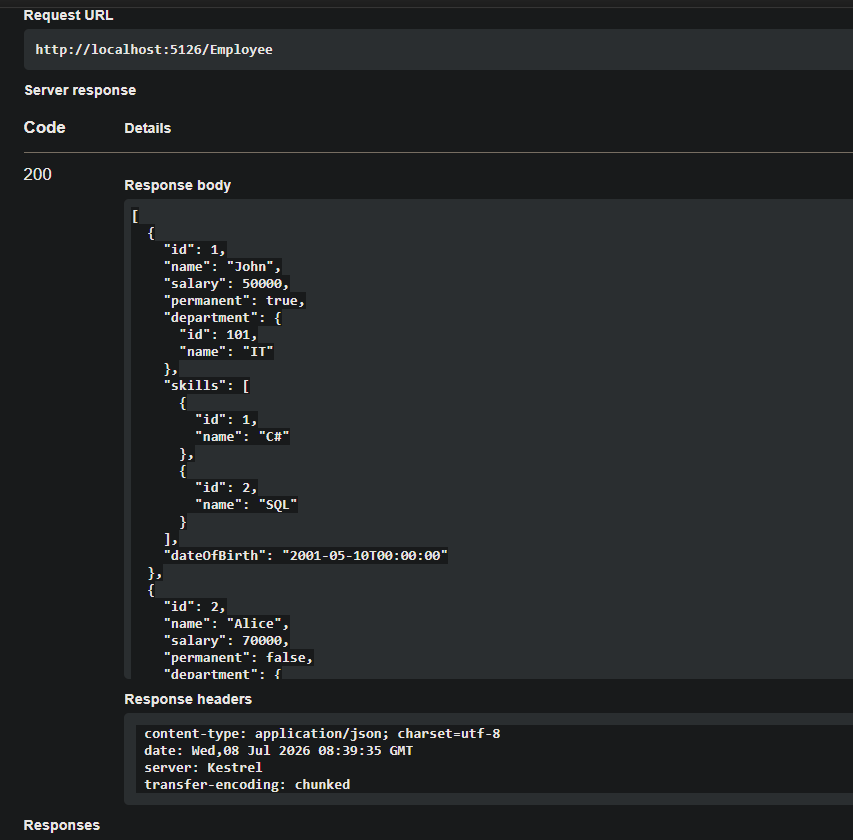 Request URL
http://localhost:5126/Employee
Server response
Code Details
200
Response body
[
  {
    "id": 1,
    "name": "John",
    "salary": 50000,
    "permanent": true,
    "department": {
      "id": 101,
      "name": "IT"
    },
    "skills": [
      {
        "id": 1,
        "name": "C#"
      },
      {
        "id": 2,
        "name": "SQL"
      }
    ],
    "dateOfBirth": "2001-05-10T00:00:00"
  },
  {
    "id": 2,
    "name": "Alice",
    "salary": 70000,
    "permanent": false,
    "department": {
Response headers
content-type: application/json; charset=utf-8
date: Wed,08 Jul 2026 08:39:35 GMT
server: Kestrel
transfer-encoding: chunked
Responses